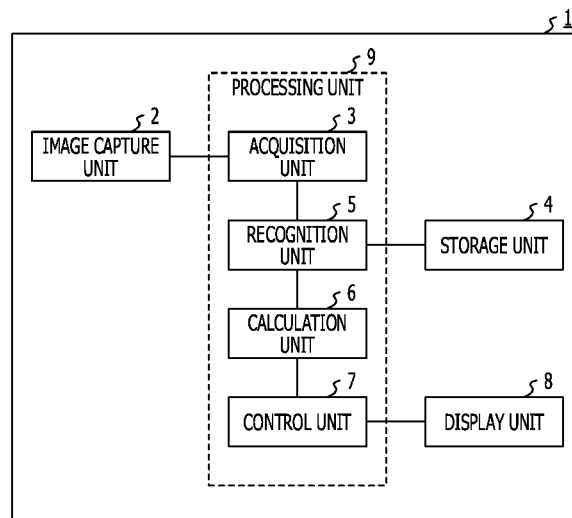 1
9
PROCESSING UNIT
2
IMAGE CAPTURE
UNIT
3
ACQUISITION
UNIT
5
RECOGNITION
UNIT
4
STORAGE UNIT
6
CALCULATION
UNIT
7
CONTROL UNIT
8
DISPLAY UNIT